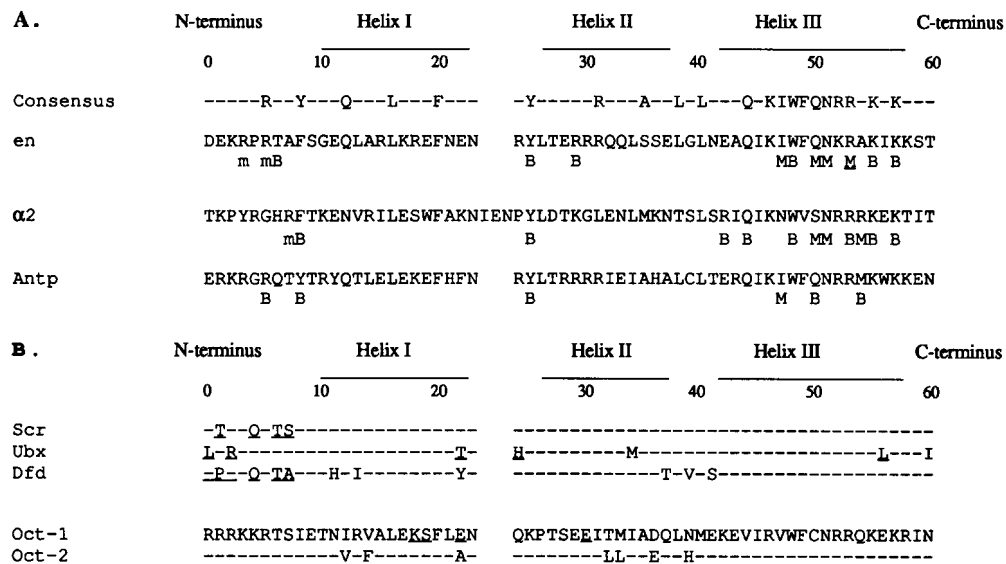 A. N-terminus Helix I Helix II Helix III C-terminus
0 10 20 30 40 50 60
Consensus -----R--Y---Q---L---F--- -Y-----R---A--L-L---Q-KIWFQNRR-K-K---
en DEKRPRTAFSGEQLARLKREFNEN RYLTERRRQQLSSELGLNEAQIKIWFQNKRAKIKKST
m mB B B MB MM M B B
α2 TKPYRGHRFTKENVRILESWFAKNIENPYLDTKGLENLMKNTSLSRIQIKNWVSNRRRKEKTIT
mB B B B B MM BMB B
Antp ERKRGRQTYTRYQTLELEKEFHFN RYLTRRRRIEIAHALCLTERQIKIWFQNRRMKWKKEN
B B B M B B
B. N-terminus Helix I Helix II Helix III C-terminus
0 10 20 30 40 50 60
Scr -T--Q-TS---------------- -------------------------------------
Ubx L-R-------------------T- H---------M---------------------L---I
Dfd --P--Q-TA---H-I--------Y- -------------T-V-S-------------------
Oct-1 RRRKKRTSIETNIRVALEKSFLEN QKPTSEEITMIADQLNMEKEVIRVWFCNRRQKEKRIN
Oct-2 ------------V-F-------A- --------LL--E--H---------------------